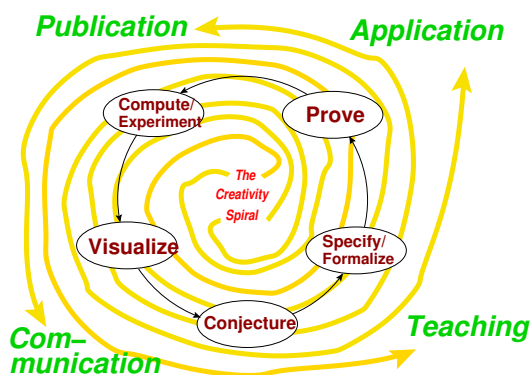 Publication
Application
Compute/
Experiment
Prove
The
Creativity
Spiral
Visualize
Specify/
Formalize
Conjecture
Com–
munication
Teaching